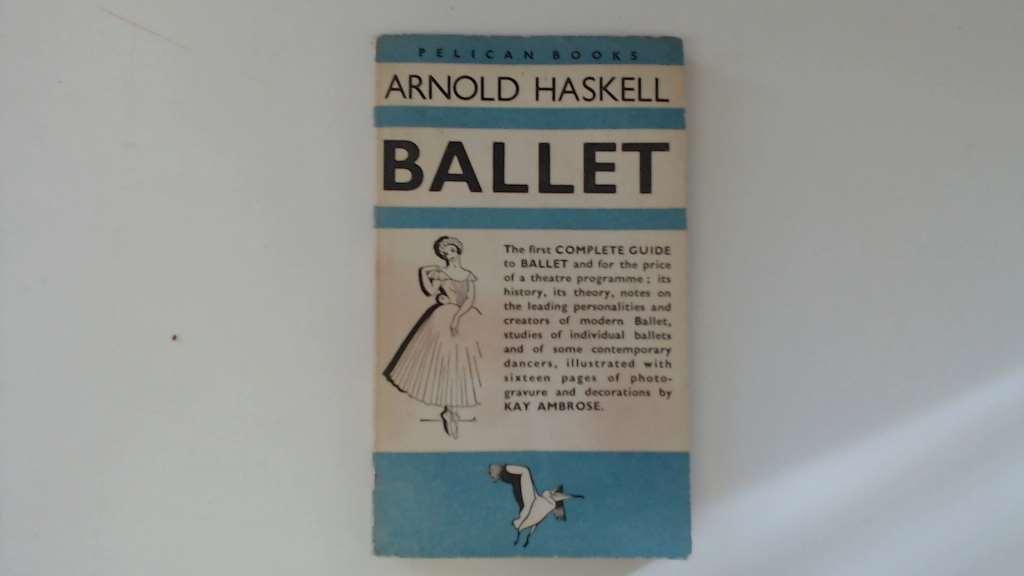 PELICAN BOOKS
ARNOLD HASKELL
BALLET
The first COMPLETE GUIDE
to BALLET and for the price
of a theatre programme ; its
history, its theory, notes on
the leading personalities and
creators of modern Ballet,
studies of individual ballets
and of some contemporary
dancers, illustrated with
sixteen pages of photo-
gravure and decorations by
KAY AMBROSE.